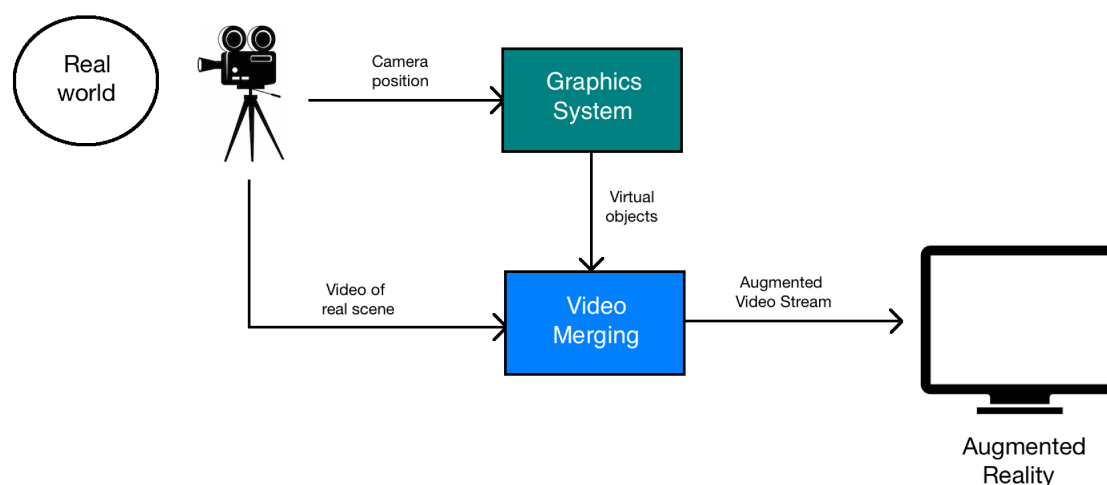 Real
world
Camera
position
Graphics
System
Virtual
objects
Video of
real scene
Video
Merging
Augmented
Video Stream
Augmented
Reality